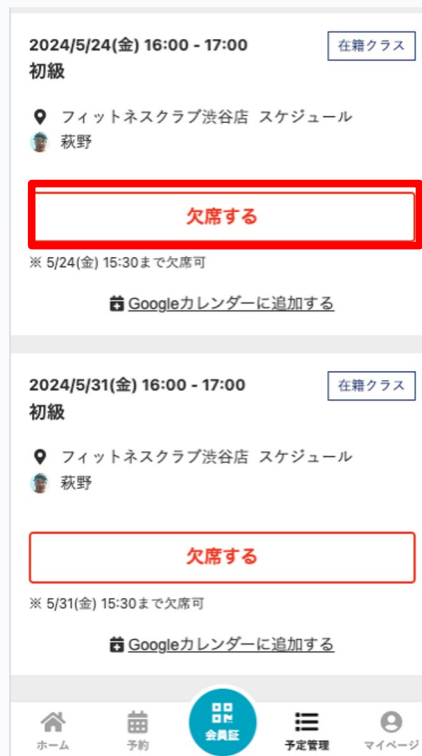 2024/5/24(金) 16:00 - 17:00 在籍クラス
初級
フィットネスクラブ渋谷店 スケジュール
萩野
欠席する
※ 5/24(金) 15:30まで欠席可
Googleカレンダーに追加する
2024/5/31(金) 16:00 - 17:00 在籍クラス
初級
フィットネスクラブ渋谷店 スケジュール
萩野
欠席する
※ 5/31(金) 15:30まで欠席可
Googleカレンダーに追加する
ホーム 予約 会員証 予定管理 マイページ